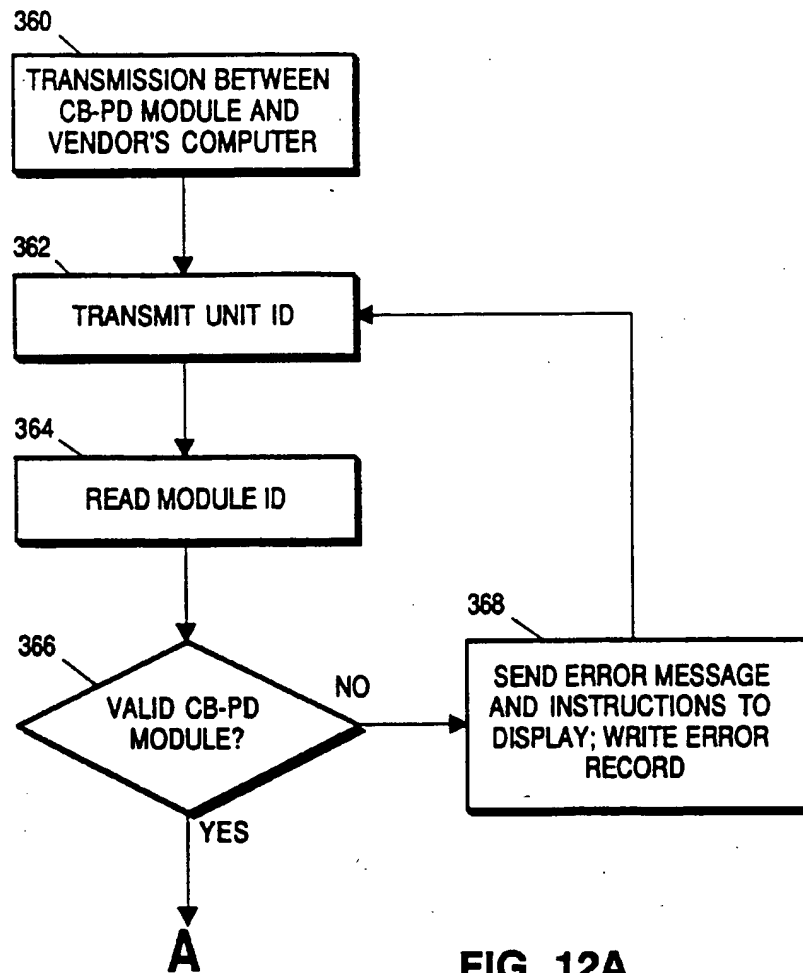 360
TRANSMISSION BETWEEN
CB-PD MODULE AND
VENDOR'S COMPUTER
362
TRANSMIT UNIT ID
364
READ MODULE ID
366
VALID CB-PD
MODULE?
NO
368
SEND ERROR MESSAGE
AND INSTRUCTIONS TO
DISPLAY; WRITE ERROR
RECORD
YES
A
FIG. 12A